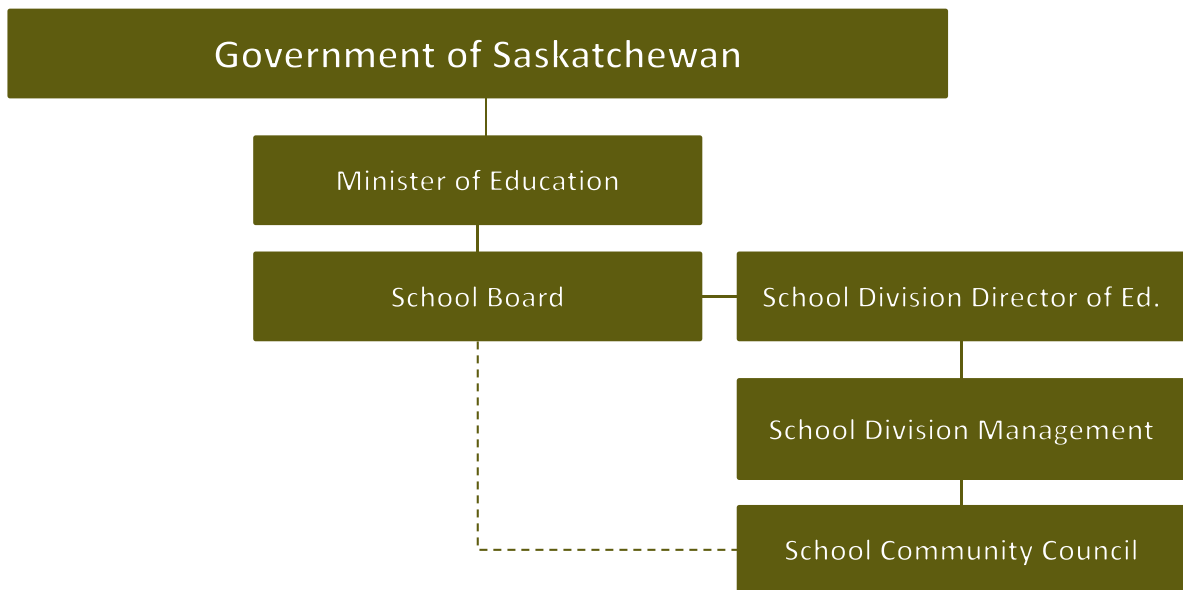 Government of Saskatchewan
Minister of Education
School Board
School Division Director of Ed.
School Division Management
School Community Council